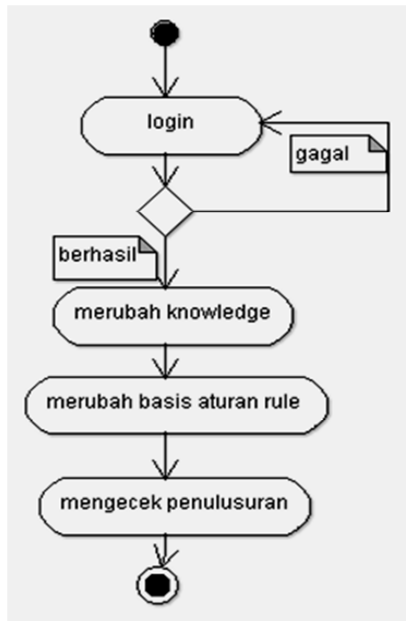 login
gagal
berhasil
merubah knowledge
merubah basis aturan rule
mengecek penulusuran